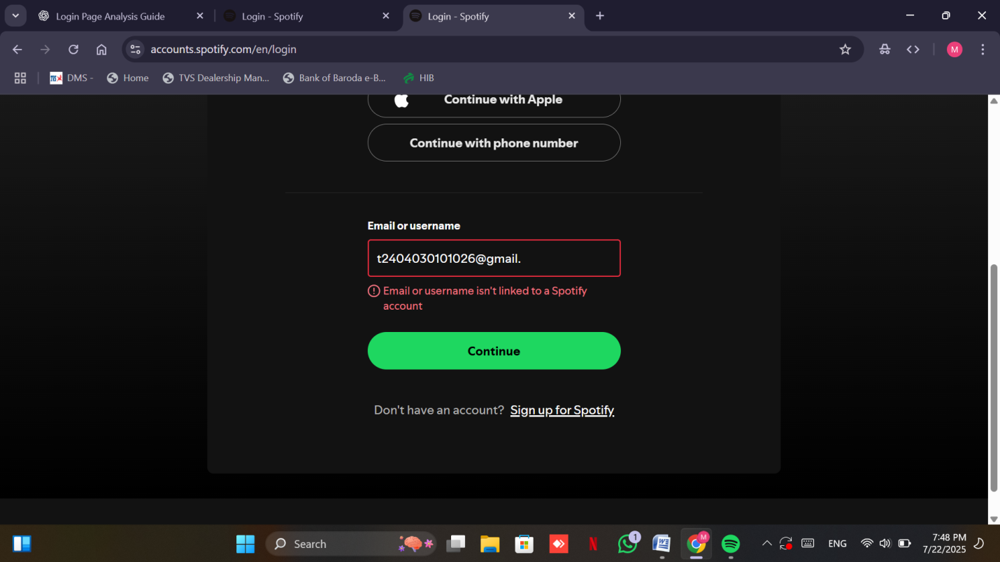 Login Page Analysis Guide
Login - Spotify
Login - Spotify
accounts.spotify.com/en/login
M
DMS -
Home
TVS Dealership Man...
Bank of Baroda e-B...
HIB
Continue with Apple
Continue with phone number
Email or username
t2404030101026@gmail.
Email or username isn't linked to a Spotify
account
Continue
Don't have an account? Sign up for Spotify
Search
N
1
W
M
ENG
7:48 PM
7/22/2025